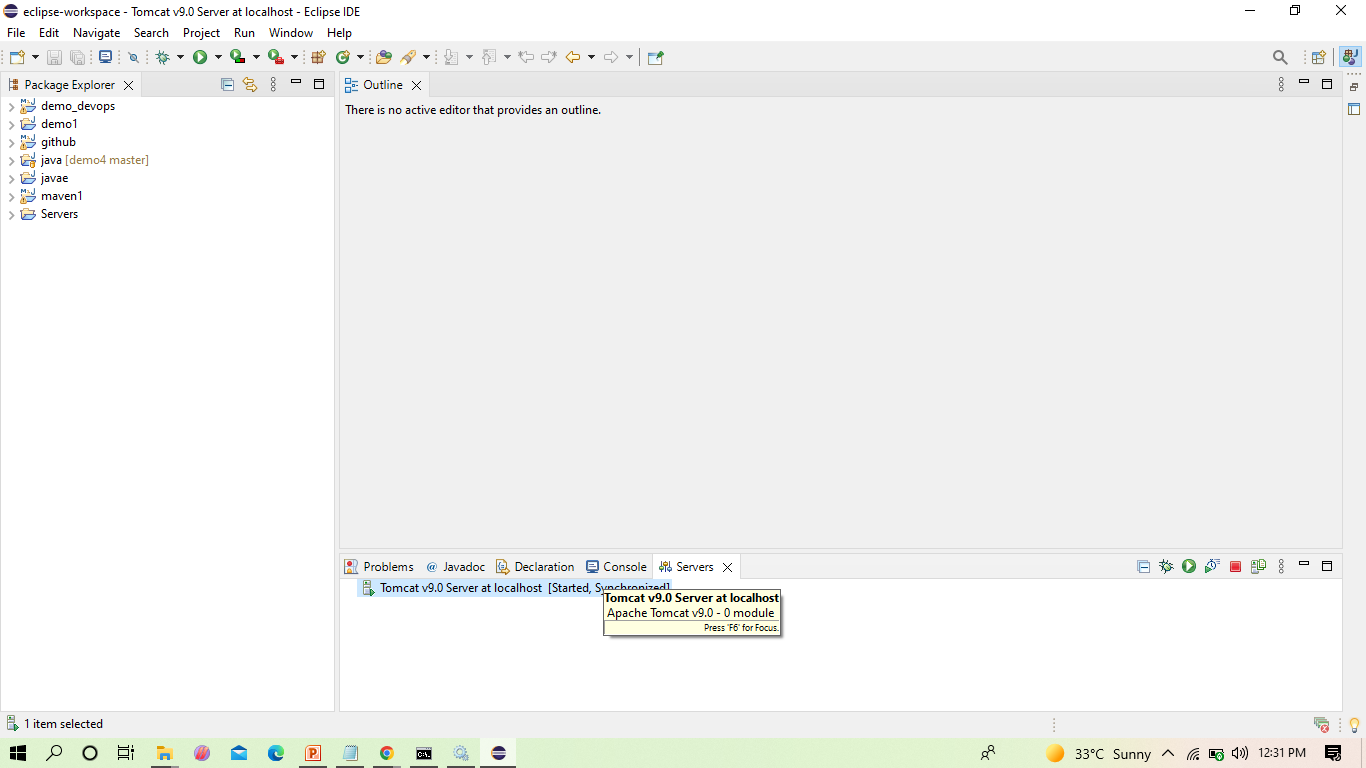 eclipse-workspace - Tomcat v9.0 Server at localhost - Eclipse IDE
File Edit Navigate Search Project Run Window Help
Package Explorer
Outline
demo_devops
demo1
github
java [demo4 master]
javae
maven1
Servers
There is no active editor that provides an outline.
Problems
@ Javadoc
Declaration
Console
Servers
Tomcat v9.0 Server at localhost [Started, Synchronized]
Tomcat v9.0 Server at localhost
Apache Tomcat v9.0 - 0 module
Press 'F6' for Focus.
1 item selected
33°C Sunny
12:31 PM